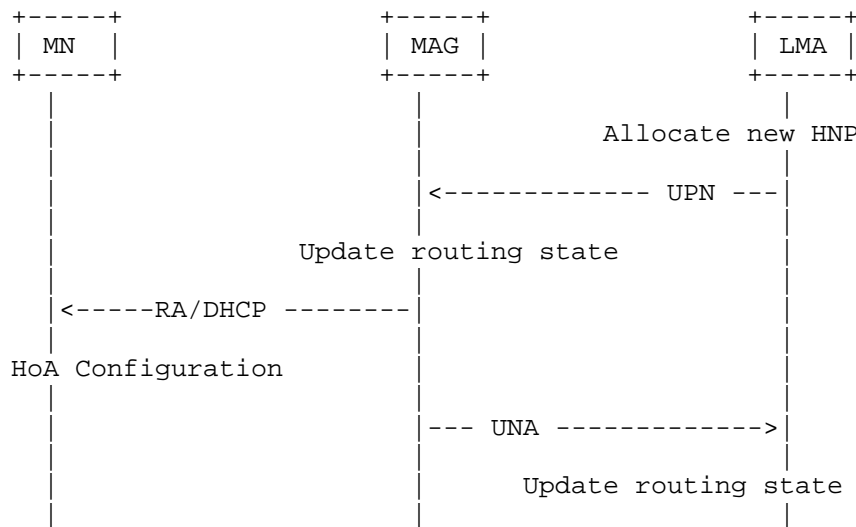 MN MAG LMA
Allocate new HNP
<------------- UPN ---
Update routing state
<-----RA/DHCP --------
HoA Configuration
--- UNA ------------->
Update routing state